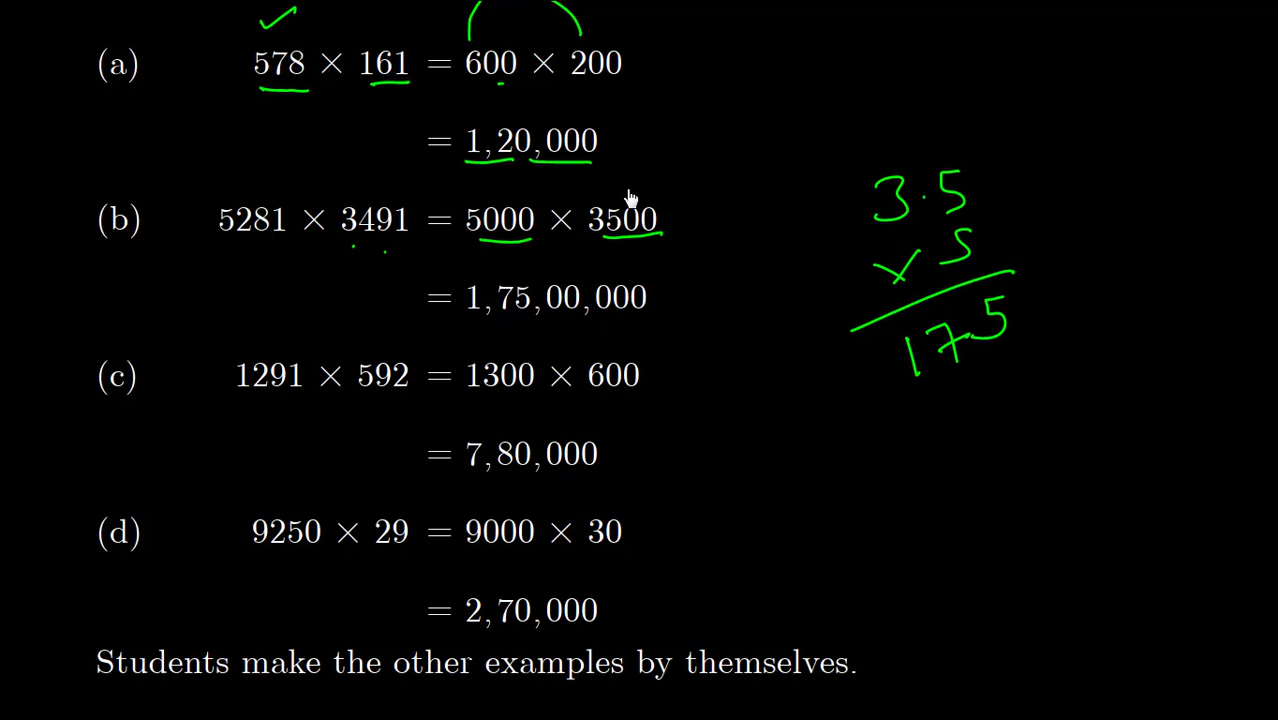 (a) 578 × 161 = 600 × 200
= 1,20,000
(b) 5281 × 3491 = 5000 × 3500
= 1,75,00,000
(c) 1291 × 592 = 1300 × 600
= 7,80,000
(d) 9250 × 29 = 9000 × 30
= 2,70,000
Students make the other examples by themselves.
3.5
× 5
17.5